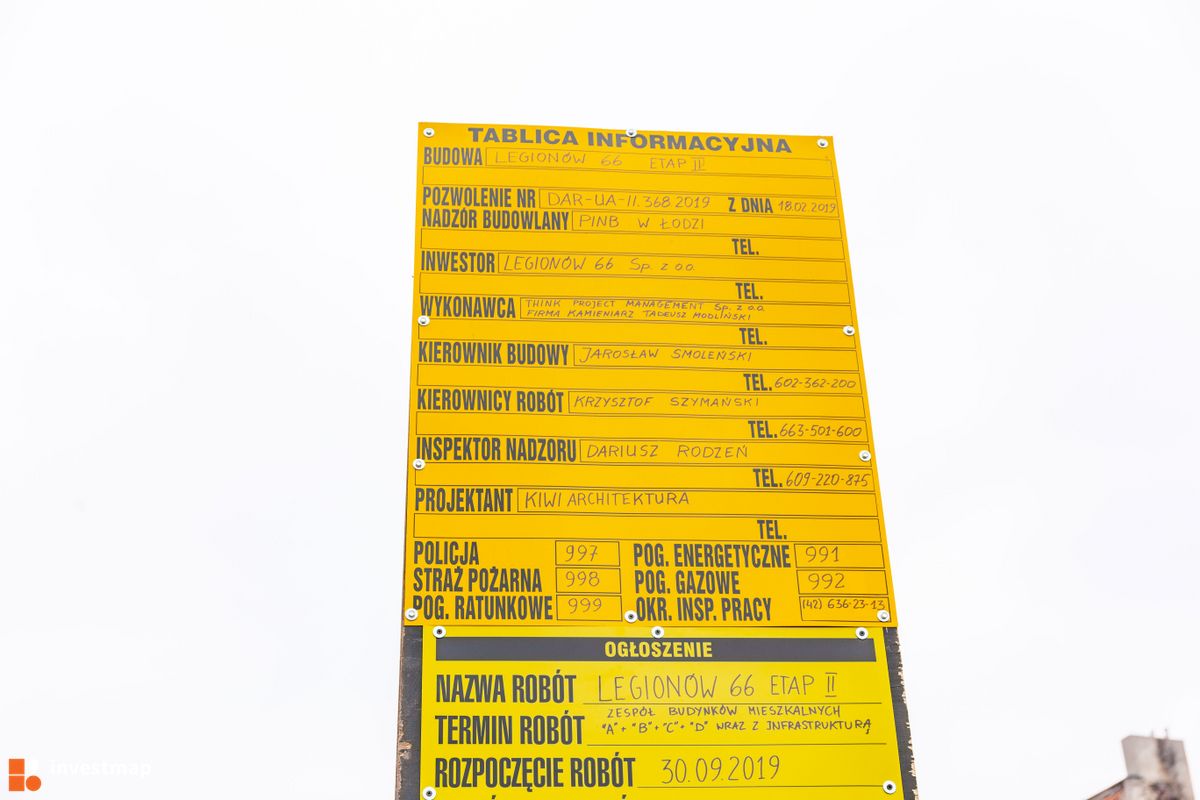 TABLICA INFORMACYJNA
BUDOWA LEGIONÓW 66 ETAP II
POZWOLENIE NR DAR-UA-II.368.2019 Z DNIA 18.02.2019
NADZÓR BUDOWLANY PINB W ŁODZI
TEL.
INWESTOR LEGIONÓW 66 Sp. z o.o.
TEL.
WYKONAWCA THINK PROJECT MANAGEMENT Sp. z o.o.
FIRMA KAMIENIARZ TADEUSZ MODLIŃSKI
TEL.
KIEROWNIK BUDOWY JAROSŁAW SMOLEŃSKI
TEL. 602-362-200
KIEROWNICY ROBÓT KRZYSZTOF SZYMAŃSKI
TEL. 663-501-600
INSPEKTOR NADZORU DARIUSZ RODZEŃ
TEL. 609-220-875
PROJEKTANT KIWI ARCHITEKTURA
TEL.
POLICJA 997 POG. ENERGETYCZNE 991
STRAŻ POŻARNA 998 POG. GAZOWE 992
POG. RATUNKOWE 999 OKR. INSP. PRACY (42) 636-23-13
OGŁOSZENIE
NAZWA ROBÓT LEGIONÓW 66 ETAP II
ZESPÓŁ BUDYNKÓW MIESZKALNYCH
TERMIN ROBÓT "A"+"B"+"C"+"D" WRAZ Z INFRASTRUKTURĄ
ROZPOCZĘCIE ROBÓT 30.09.2019
investmap